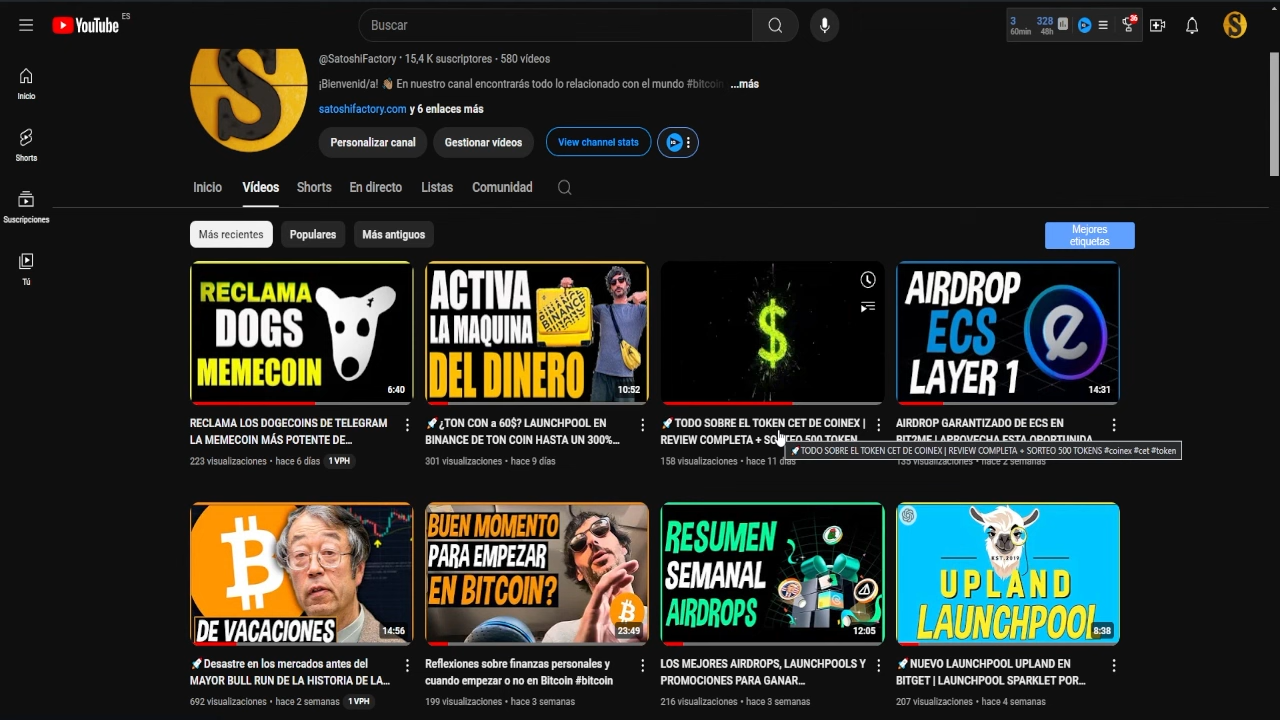 YouTube ES
Buscar
3 60min 328 48h 36
@SatoshiFactory · 15,4 K suscriptores · 580 vídeos
¡Bienvenid/a! 👋 En nuestro canal encontrarás todo lo relacionado con el mundo #bitcoin ...más
satoshifactory.com y 6 enlaces más
Personalizar canal Gestionar vídeos View channel stats
Inicio
Shorts
Suscripciones
Tú
Inicio Vídeos Shorts En directo Listas Comunidad
Más recientes Populares Más antiguos
Mejores
etiquetas
RECLAMA
DOGS
MEMECOIN
6:40
RECLAMA LOS DOGECOINS DE TELEGRAM
LA MEMECOIN MÁS POTENTE DE...
223 visualizaciones · hace 6 días 1 VPH
ACTIVA
LA MAQUINA
DEL DINERO
BINANCE
10:52
🚀¿TON CON a 60$? LAUNCHPOOL EN
BINANCE DE TON COIN HASTA UN 300%...
301 visualizaciones · hace 9 días
$
🚀TODO SOBRE EL TOKEN CET DE COINEX |
REVIEW COMPLETA + SORTEO 500 TOKEN
🚀TODO SOBRE EL TOKEN CET DE COINEX | REVIEW COMPLETA + SORTEO 500 TOKENS #coinex #cet #token
158 visualizaciones · hace 11 días
AIRDROP
ECS
LAYER 1
14:31
AIRDROP GARANTIZADO DE ECS EN
BIT2ME | APROVECHA ESTA OPORTUNIDA
135 visualizaciones · hace 2 semanas
DE VACACIONES
14:56
🚀Desastre en los mercados antes del
MAYOR BULL RUN DE LA HISTORIA DE LA...
692 visualizaciones · hace 2 semanas 1 VPH
BUEN MOMENTO
PARA EMPEZAR
EN BITCOIN?
23:49
Reflexiones sobre finanzas personales y
cuando empezar o no en Bitcoin #bitcoin
199 visualizaciones · hace 3 semanas
RESUMEN
SEMANAL
AIRDROPS
12:05
LOS MEJORES AIRDROPS, LAUNCHPOOLS Y
PROMOCIONES PARA GANAR...
216 visualizaciones · hace 3 semanas
EST.2019
UPLAND
LAUNCHPOOL
8:38
🚀NUEVO LAUNCHPOOL UPLAND EN
BITGET | LAUNCHPOOL SPARKLET POR...
207 visualizaciones · hace 4 semanas